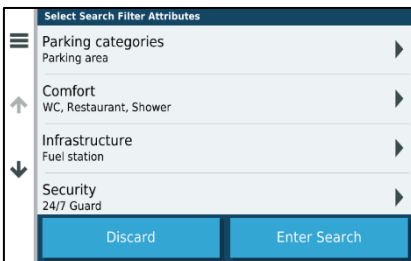 Select Search Filter Attributes
Parking categories
Parking area
Comfort
WC, Restaurant, Shower
Infrastructure
Fuel station
Security
24/7 Guard
Discard
Enter Search